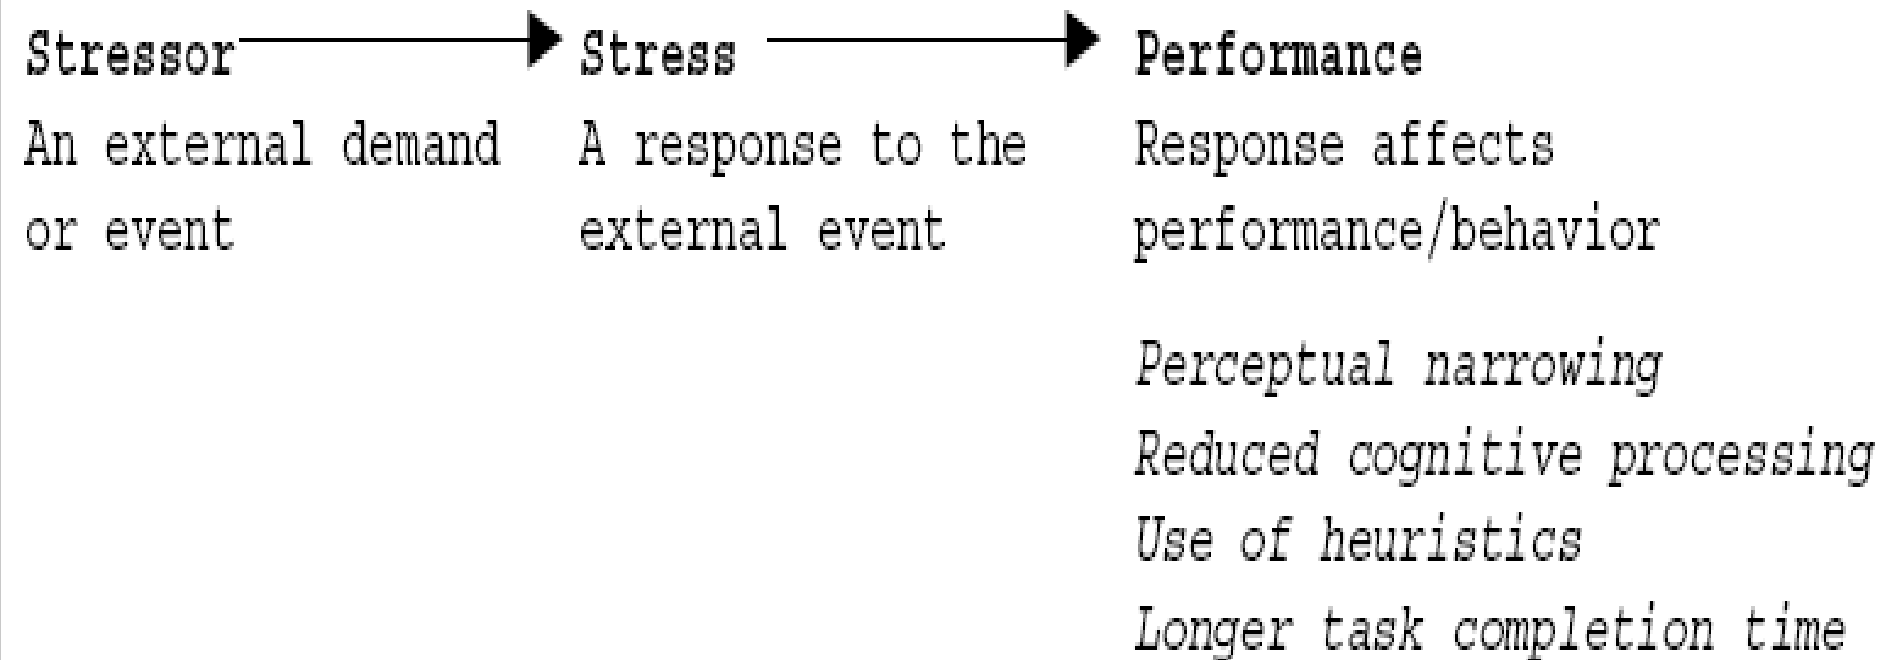 Stressor
An external demand
or event
Stress
A response to the
external event
Performance
Response affects
performance/behavior
Perceptual narrowing
Reduced cognitive processing
Use of heuristics
Longer task completion time